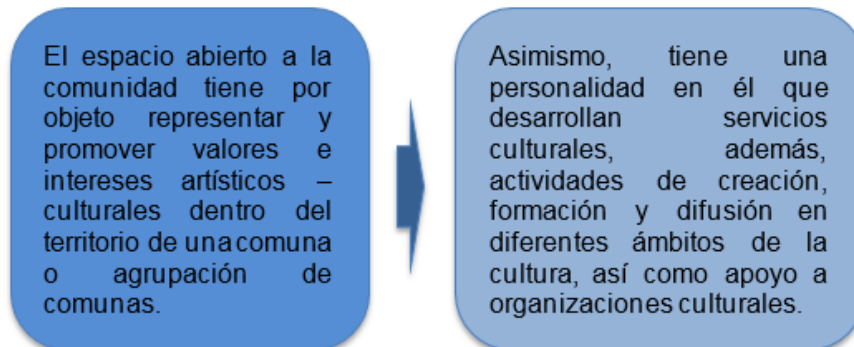 El espacio abierto a la
comunidad tiene por
objeto representar y
promover valores e
intereses artísticos –
culturales dentro del
territorio de una comuna
o agrupación de
comunas.
Asimismo, tiene una
personalidad en él que
desarrollan servicios
culturales, además,
actividades de creación,
formación y difusión en
diferentes ámbitos de la
cultura, así como apoyo a
organizaciones culturales.